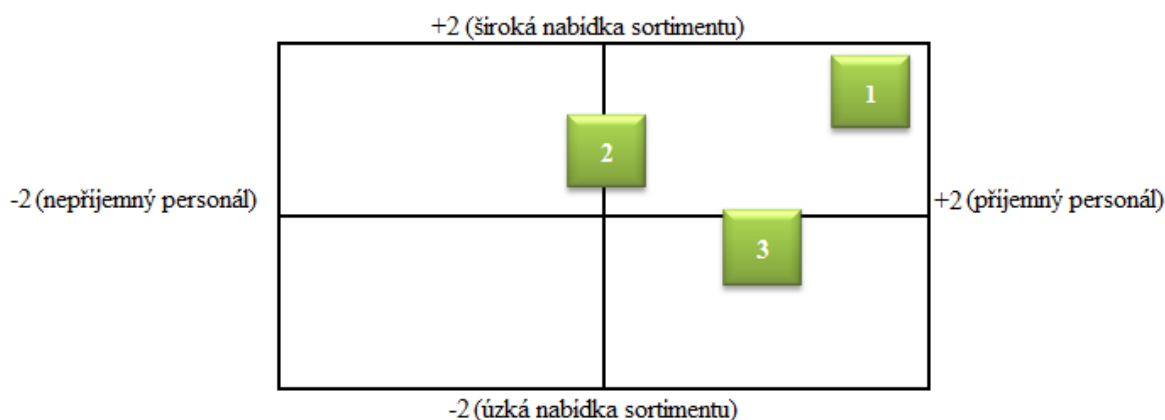 +2 (široká nabídka sortimentu)
1
2
-2 (nepříjemný personál)
+2 (příjemný personál)
3
-2 (úzká nabídka sortimentu)